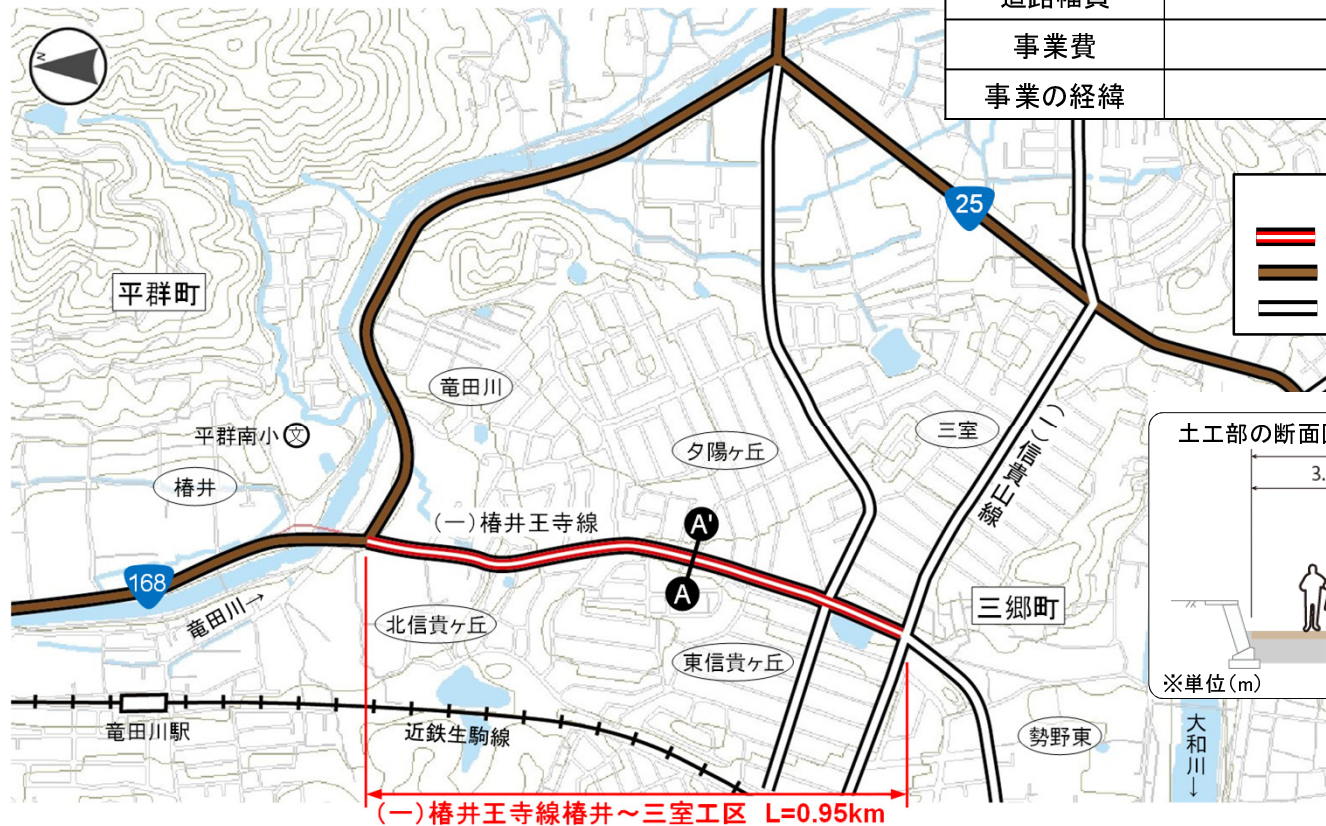 道路幅員
事業費
事業の経緯
N
25
平群町
竜田川
平群南小
文
夕陽ヶ丘
三室
(一)信貴山線
土工部の断面図
3.
椿井
(一)椿井王寺線
A'
A
168
竜田川→
北信貴ヶ丘
三郷町
東信貴ヶ丘
※単位(m)
竜田川駅
近鉄生駒線
勢野東
大和川→
(一)椿井王寺線椿井～三室工区 L=0.95km